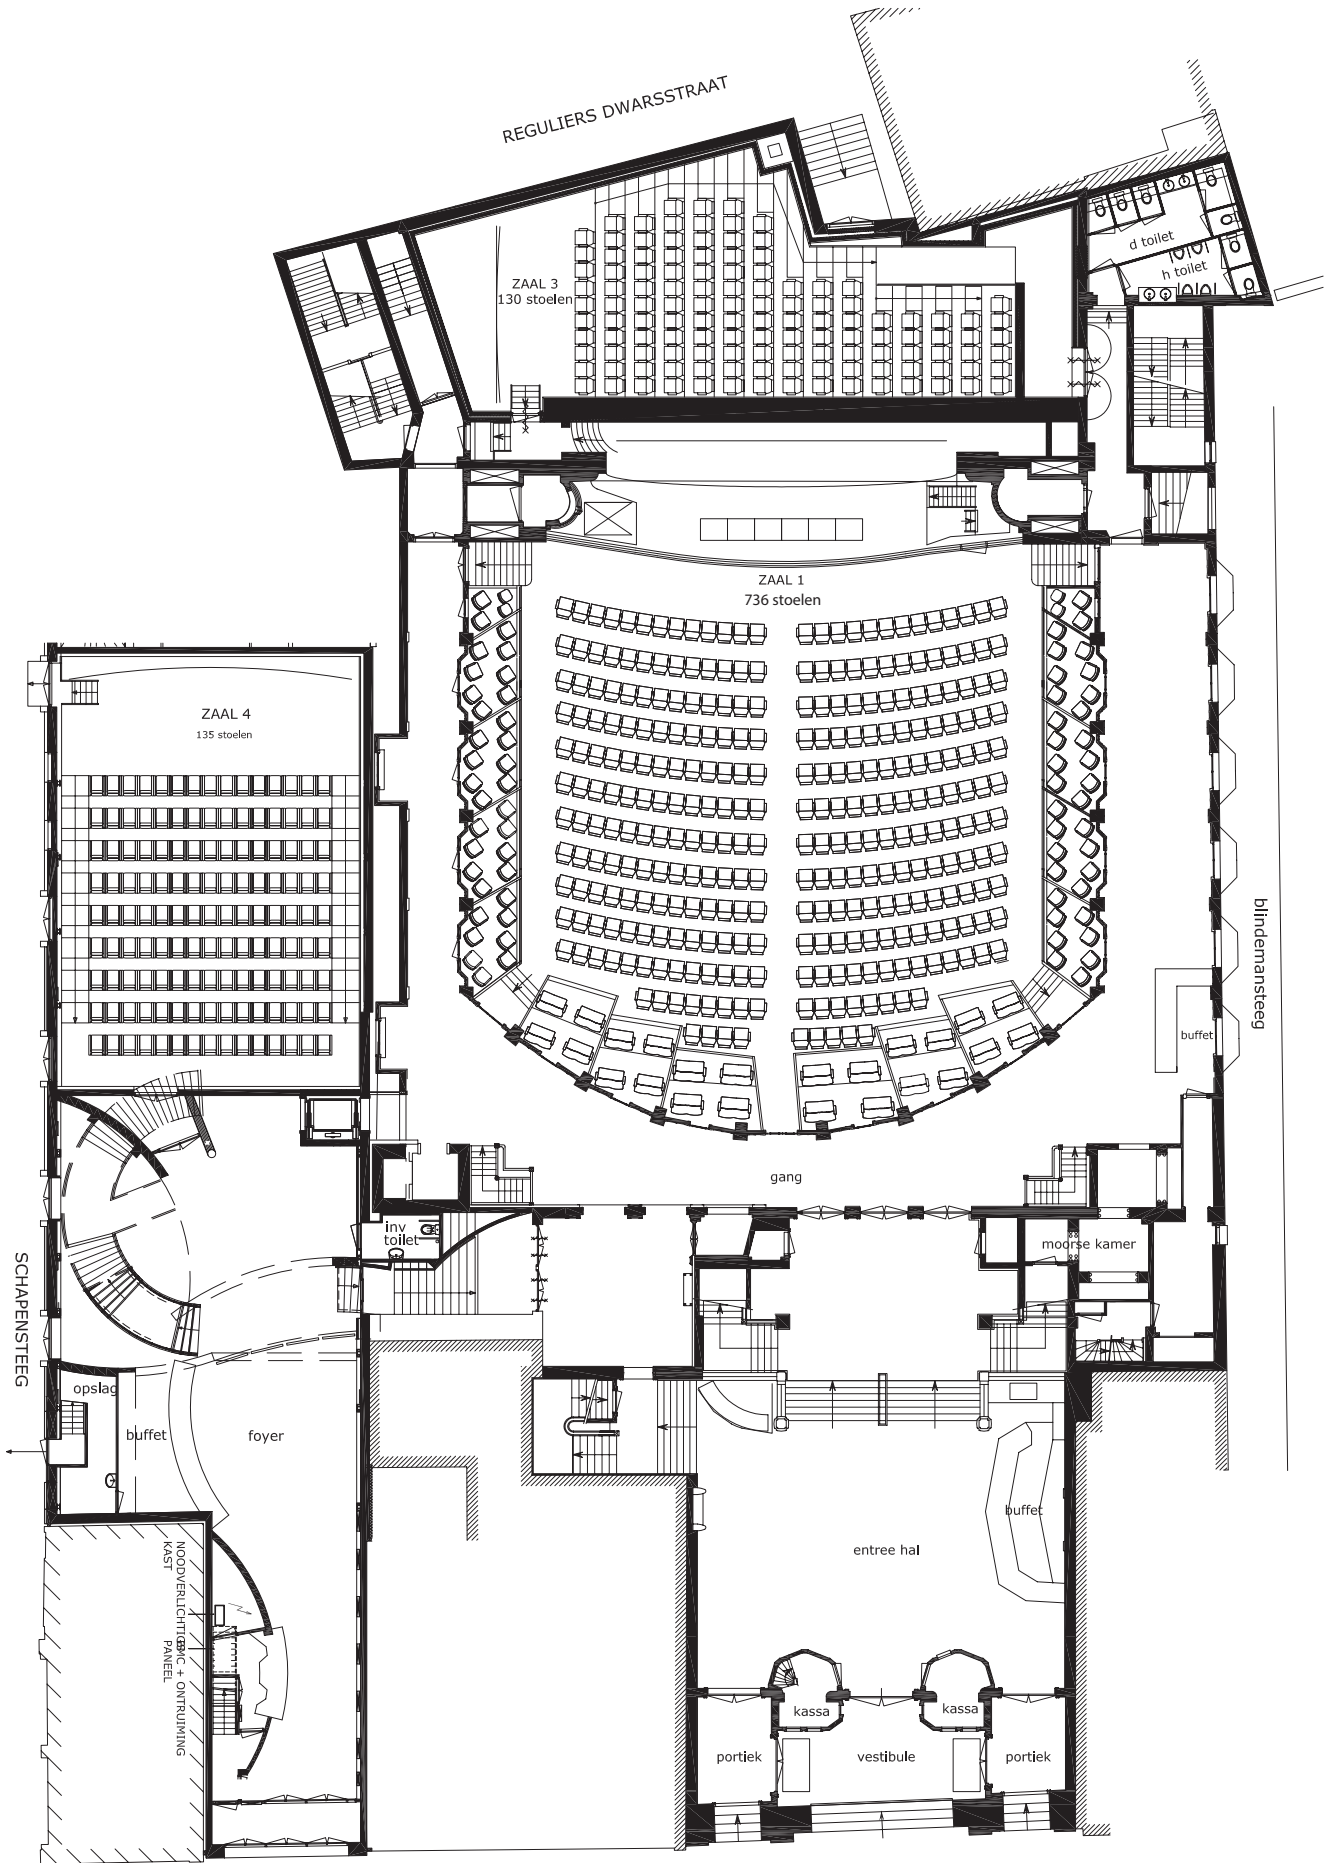 REGULIERS DWARSSTRAAT
d toilet
h toilet
ZAAL 3
130 stoelen
ZAAL 1
736 stoelen
ZAAL 4
135 stoelen
blindemansteeg
buffet
gang
inv
toilet
moorse kamer
SCHAPENSTEEG
opslag
buffet
foyer
buffet
entree hal
NOODVERLICHTING
KAST
+ ONTRUIMING
PANEEL
kassa
kassa
portiek
vestibule
portiek